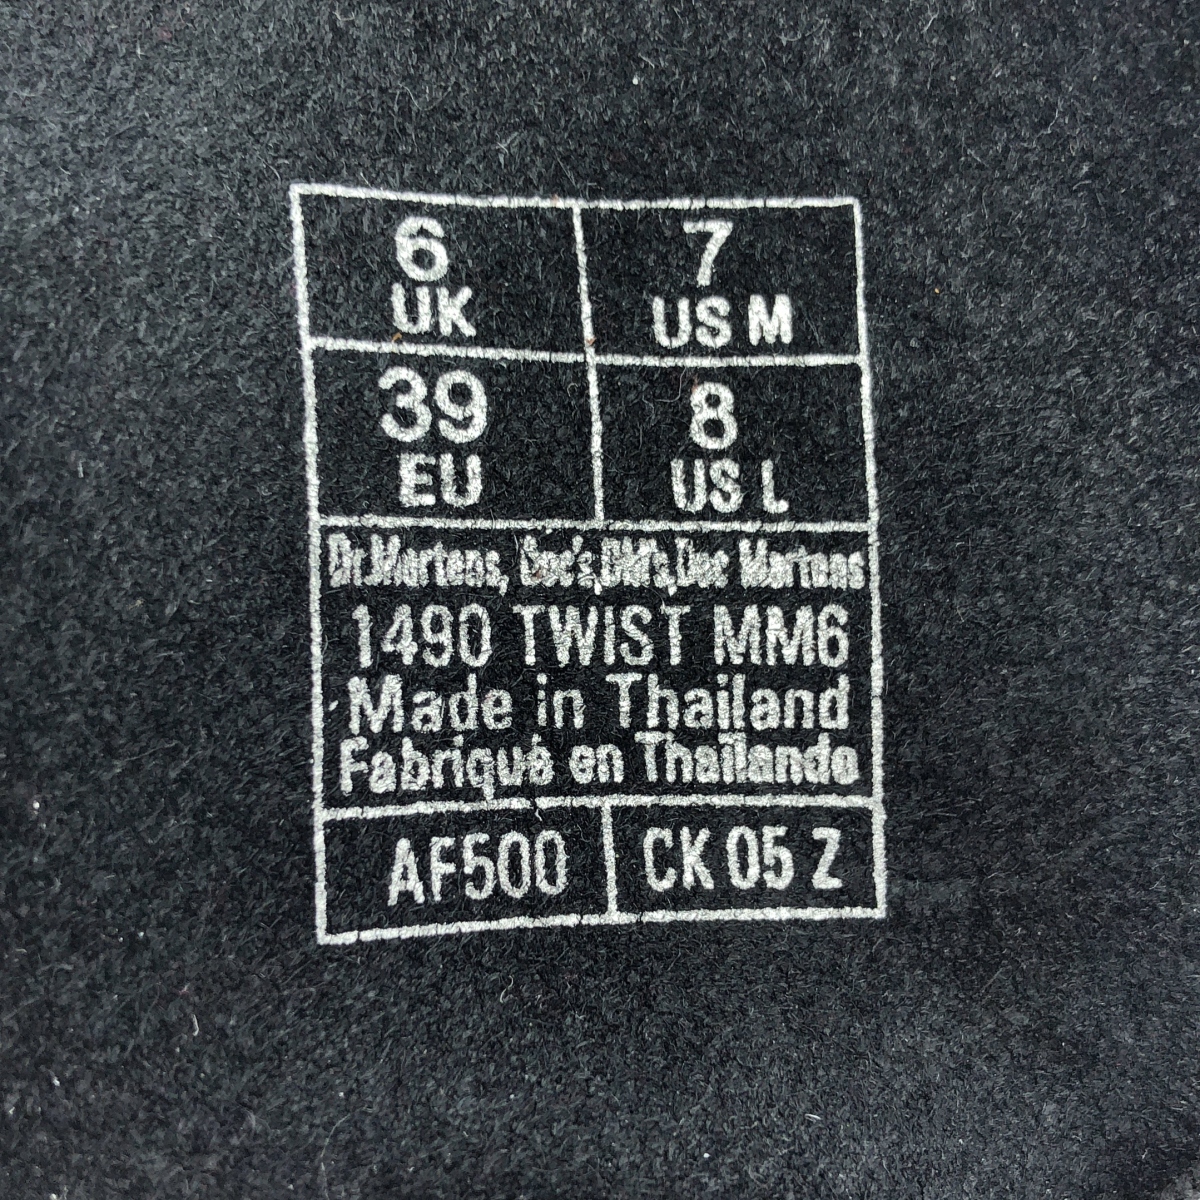 6 7
UK US M
39 8
EU US L
Dr.Martens, Doc's,DM's,Doc Martens
1490 TWIST MM6
Made in Thailand
Fabriqué en Thaïlande
AF500 CK 05 Z